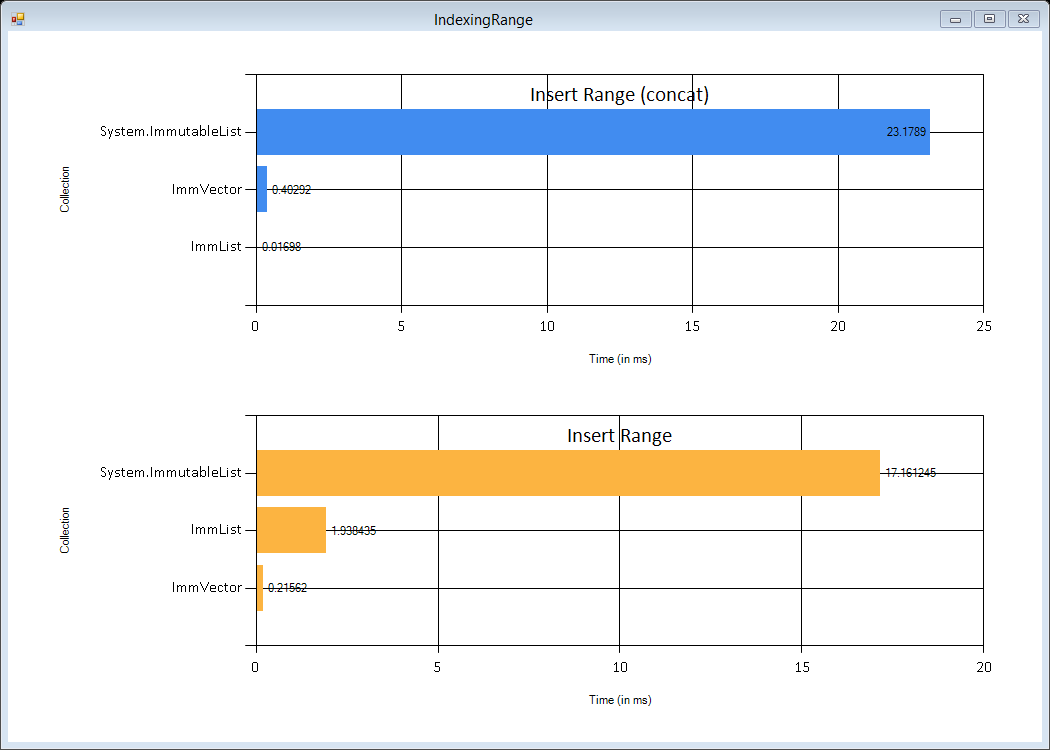 IndexingRange
Insert Range (concat)
System.ImmutableList
23.1789
ImmVector
0.40292
ImmList
0.01698
Collection
0 5 10 15 20 25
Time (in ms)
Insert Range
System.ImmutableList
17.161245
ImmList
1.938435
ImmVector
0.21562
Collection
0 5 10 15 20
Time (in ms)